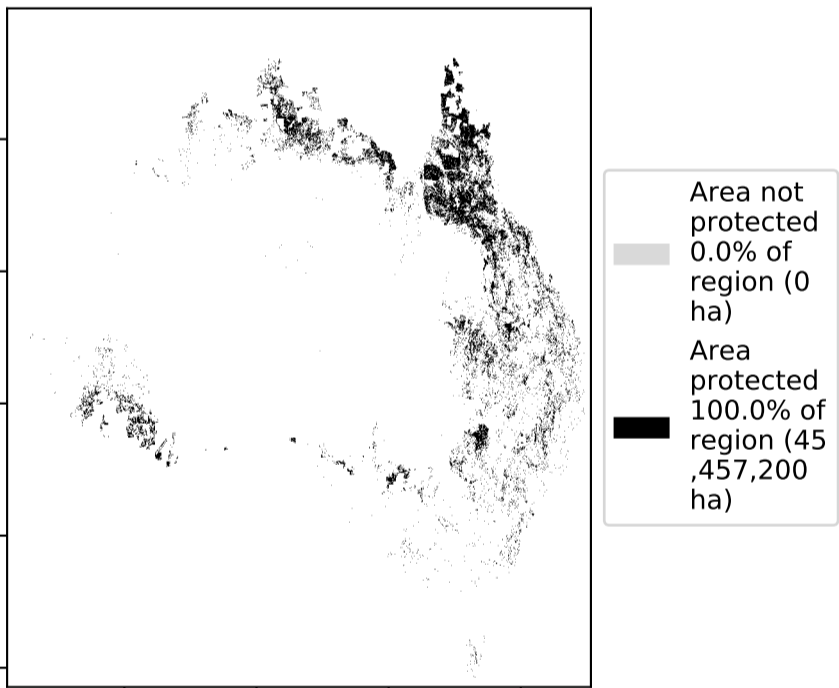 Area not
protected
0.0% of
region (0
ha)
Area
protected
100.0% of
region (45
,457,200
ha)